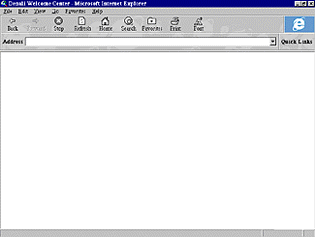 Denali Welcome Center - Microsoft Internet Explorer
File Edit View Go Favorites Help
Back Forward Stop Refresh Home Search Favorites Print Font
Address Quick Links